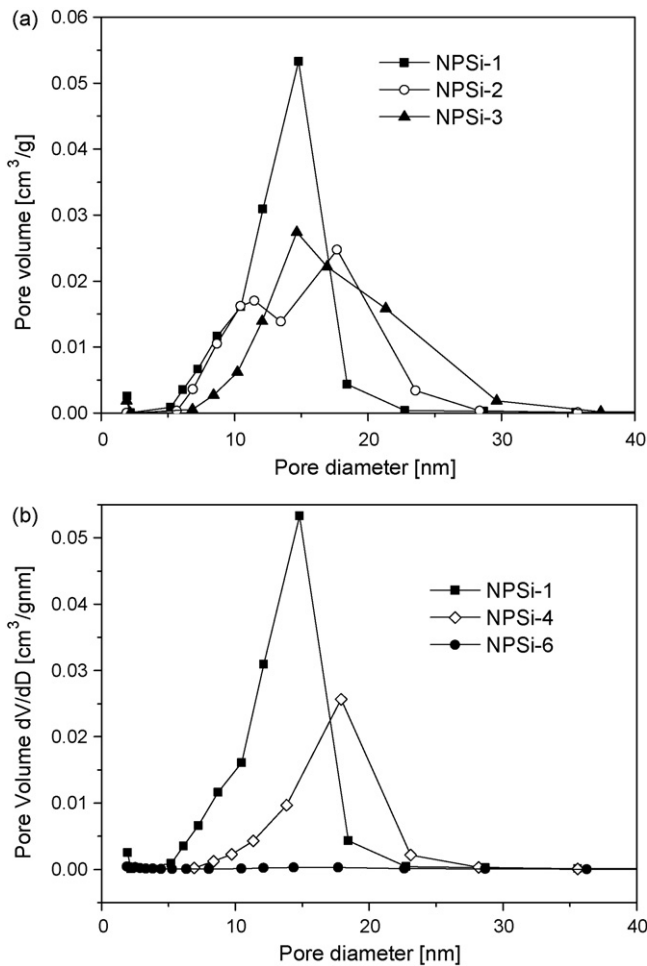 (a)
0.06
0.05
0.04
0.03
0.02
0.01
0.00
Pore volume [cm³/g]
NPSi-1
NPSi-2
NPSi-3
0 10 20 30 40
Pore diameter [nm]
(b)
0.05
0.04
0.03
0.02
0.01
0.00
Pore Volume dV/dD [cm³/gnm]
NPSi-1
NPSi-4
NPSi-6
0 10 20 30 40
Pore diameter [nm]